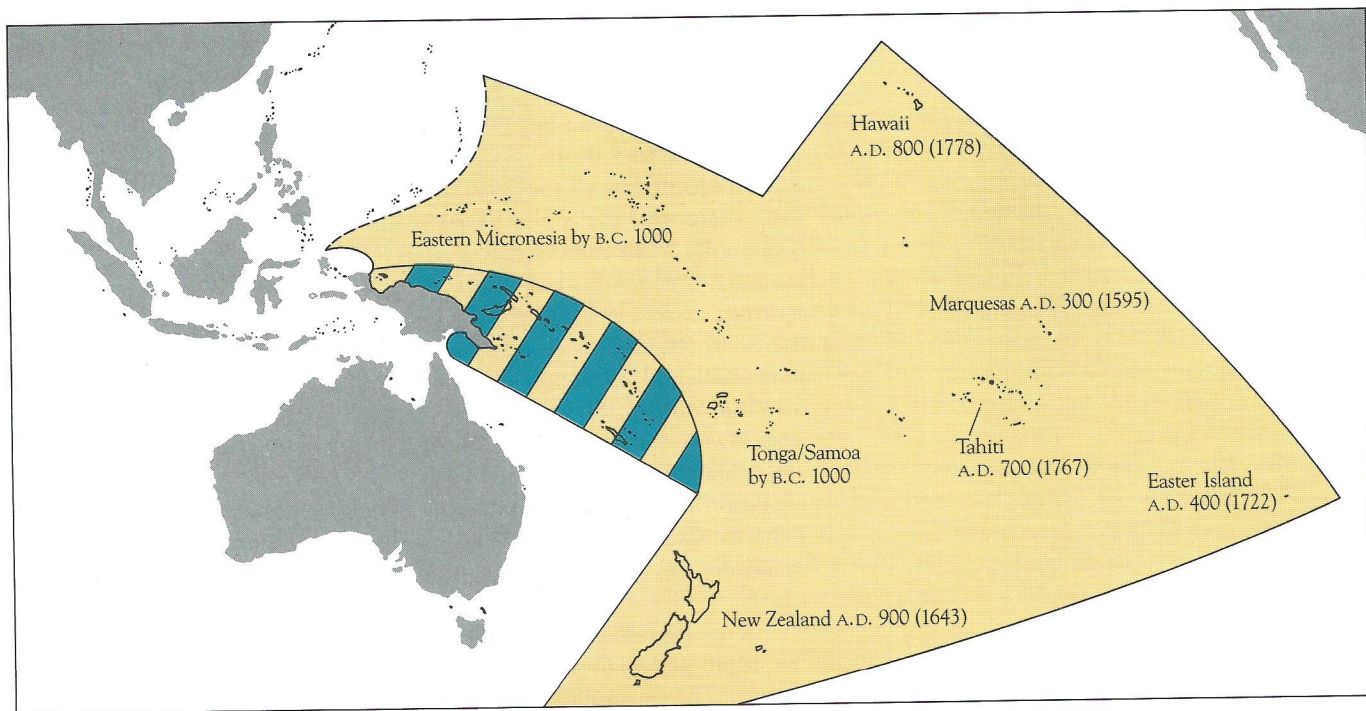 Hawaii
A.D. 800 (1778)
Eastern Micronesia by B.C. 1000
Marquesas A.D. 300 (1595)
Tonga/Samoa
by B.C. 1000
Tahiti
A.D. 700 (1767)
Easter Island
A.D. 400 (1722)
New Zealand A.D. 900 (1643)